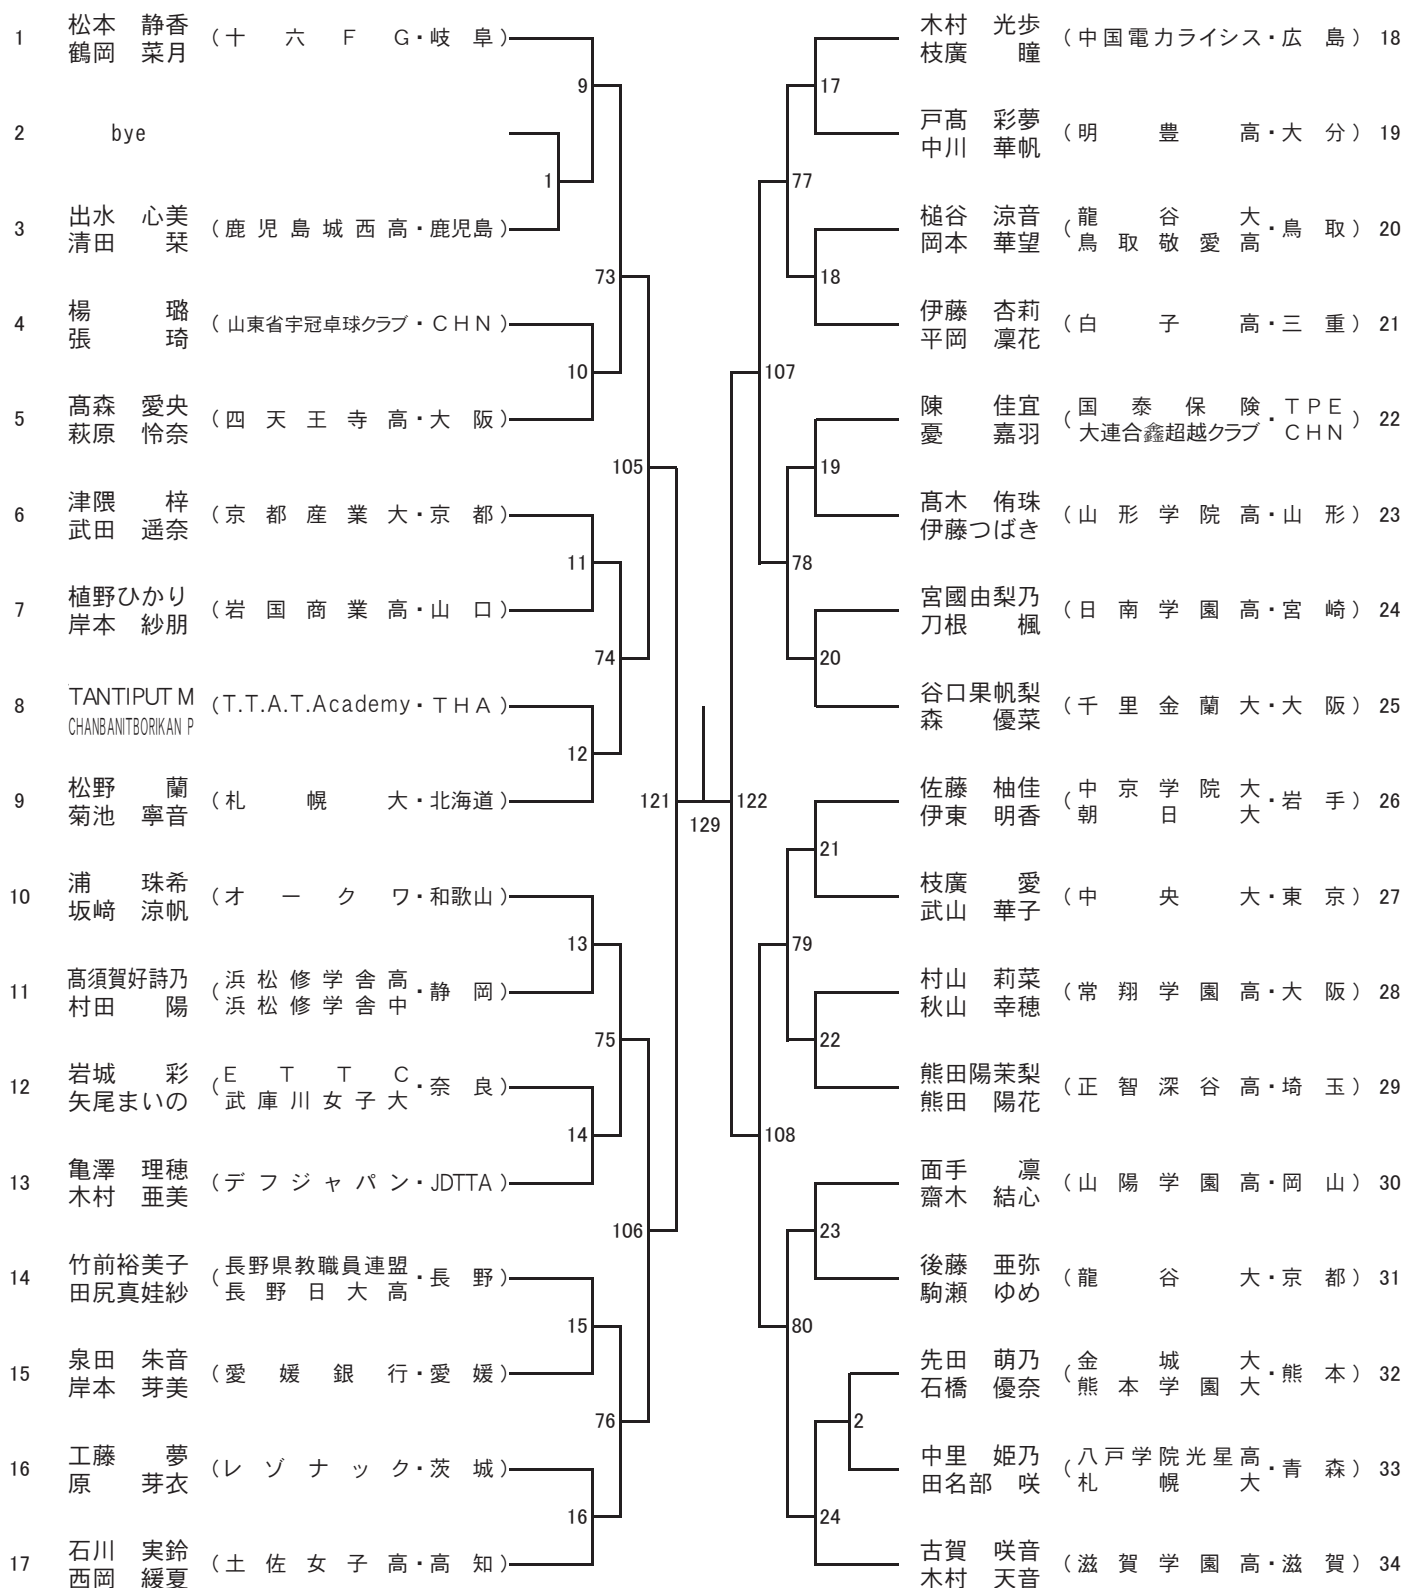 1 松本 静香 鶴岡 菜月 (十六FG・岐阜)
9
2 bye
1
3 出水 心美 清田 栞 (鹿児島城西高・鹿児島)
73
4 楊 璐 張 琦 (山東省宇冠卓球クラブ・CHN)
10
5 髙森 愛央 萩原 怜奈 (四天王寺高・大阪)
105
6 津隈 梓 武田 遥奈 (京都産業大・京都)
11
7 植野ひかり 岸本 紗朋 (岩国商業高・山口)
74
8 TANTIPUT M CHANBANITBORIKAN P (T.T.A.T.Academy・THA)
12
9 松野 蘭 菊池 寧音 (札幌大・北海道)
121
129
10 浦 珠希 坂﨑 涼帆 (オークワ・和歌山)
13
11 髙須賀好詩乃 村田 陽 (浜松修学舎高 浜松修学舎中・静岡)
75
12 岩城 彩 矢尾まいの (ETTC 武庫川女子大・奈良)
14
13 亀澤 理穂 木村 亜美 (デフジャパン・JDTTA)
106
14 竹前裕美子 田尻真娃紗 (長野県教職員連盟 長野日大高・長野)
15
15 泉田 朱音 岸本 芽美 (愛媛銀行・愛媛)
76
16 工藤 夢 原 芽衣 (レゾナック・茨城)
16
17 石川 実鈴 西岡 緩夏 (土佐女子高・高知)
木村 光歩 枝廣 瞳 (中国電力ライシス・広島) 18
17
戸髙 彩夢 中川 華帆 (明豊高・大分) 19
77
槌谷 涼音 岡本 華望 (龍谷大 鳥取敬愛高・鳥取) 20
18
伊藤 杏莉 平岡 凜花 (白子高・三重) 21
107
陳 佳宜 憂 嘉羽 (国泰保険 大連合鑫超越クラブ・TPE CHN) 22
19
髙木 侑珠 伊藤つばき (山形学院高・山形) 23
78
宮國由梨乃 刀根 楓 (日南学園高・宮崎) 24
20
谷口果帆梨 森 優菜 (千里金蘭大・大阪) 25
122
佐藤 柚佳 伊東 明香 (中京学院大 朝日大・岩手) 26
21
枝廣 愛 武山 華子 (中央大・東京) 27
79
村山 莉菜 秋山 幸穂 (常翔学園高・大阪) 28
22
熊田陽茉梨 熊田 陽花 (正智深谷高・埼玉) 29
108
面手 凛 齋木 結心 (山陽学園高・岡山) 30
23
後藤 亜弥 駒瀬 ゆめ (龍谷大・京都) 31
80
先田 萌乃 石橋 優奈 (金城大 熊本学園大・熊本) 32
2
中里 姫乃 田名部 咲 (八戸学院光星高 札幌大・青森) 33
24
古賀 咲音 木村 天音 (滋賀学園高・滋賀) 34